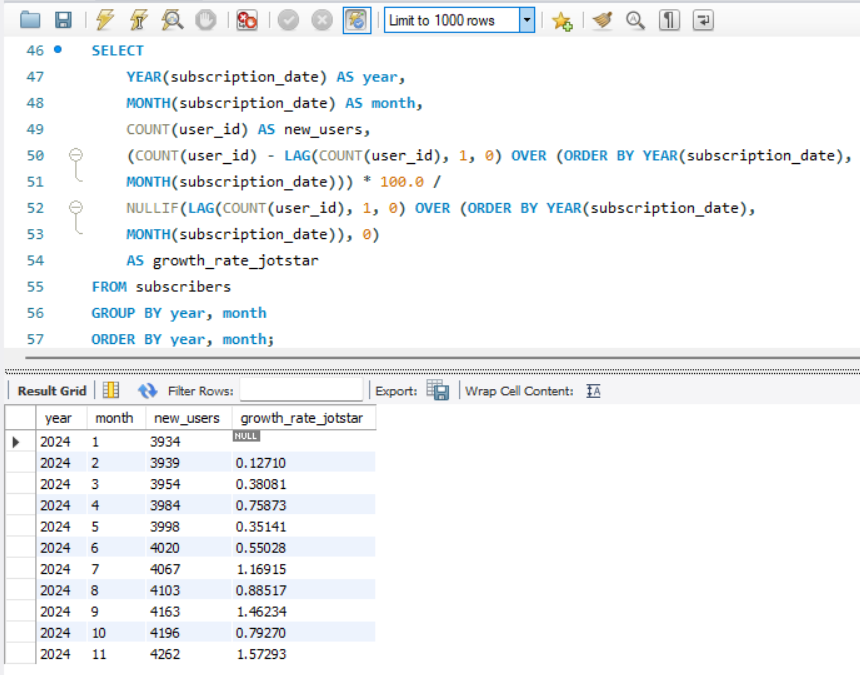 Limit to 1000 rows
46 SELECT
47 YEAR(subscription_date) AS year,
48 MONTH(subscription_date) AS month,
49 COUNT(user_id) AS new_users,
50 (COUNT(user_id) - LAG(COUNT(user_id), 1, 0) OVER (ORDER BY YEAR(subscription_date),
51 MONTH(subscription_date))) * 100.0 /
52 NULLIF(LAG(COUNT(user_id), 1, 0) OVER (ORDER BY YEAR(subscription_date),
53 MONTH(subscription_date)), 0)
54 AS growth_rate_jotstar
55 FROM subscribers
56 GROUP BY year, month
57 ORDER BY year, month;
Result Grid Filter Rows: Export: Wrap Cell Content: IA
year month new_users growth_rate_jotstar
2024 1 3934 NULL
2024 2 3939 0.12710
2024 3 3954 0.38081
2024 4 3984 0.75873
2024 5 3998 0.35141
2024 6 4020 0.55028
2024 7 4067 1.16915
2024 8 4103 0.88517
2024 9 4163 1.46234
2024 10 4196 0.79270
2024 11 4262 1.57293